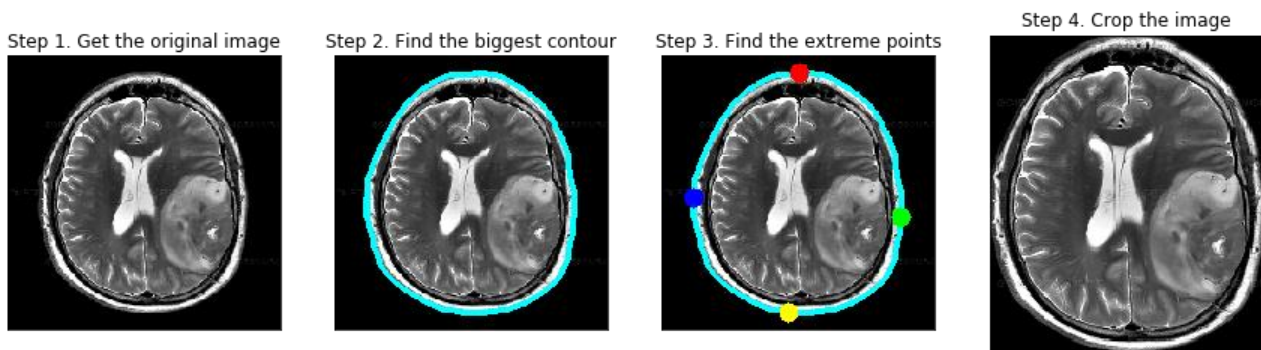 Step 1. Get the original image
Step 2. Find the biggest contour
Step 3. Find the extreme points
Step 4. Crop the image